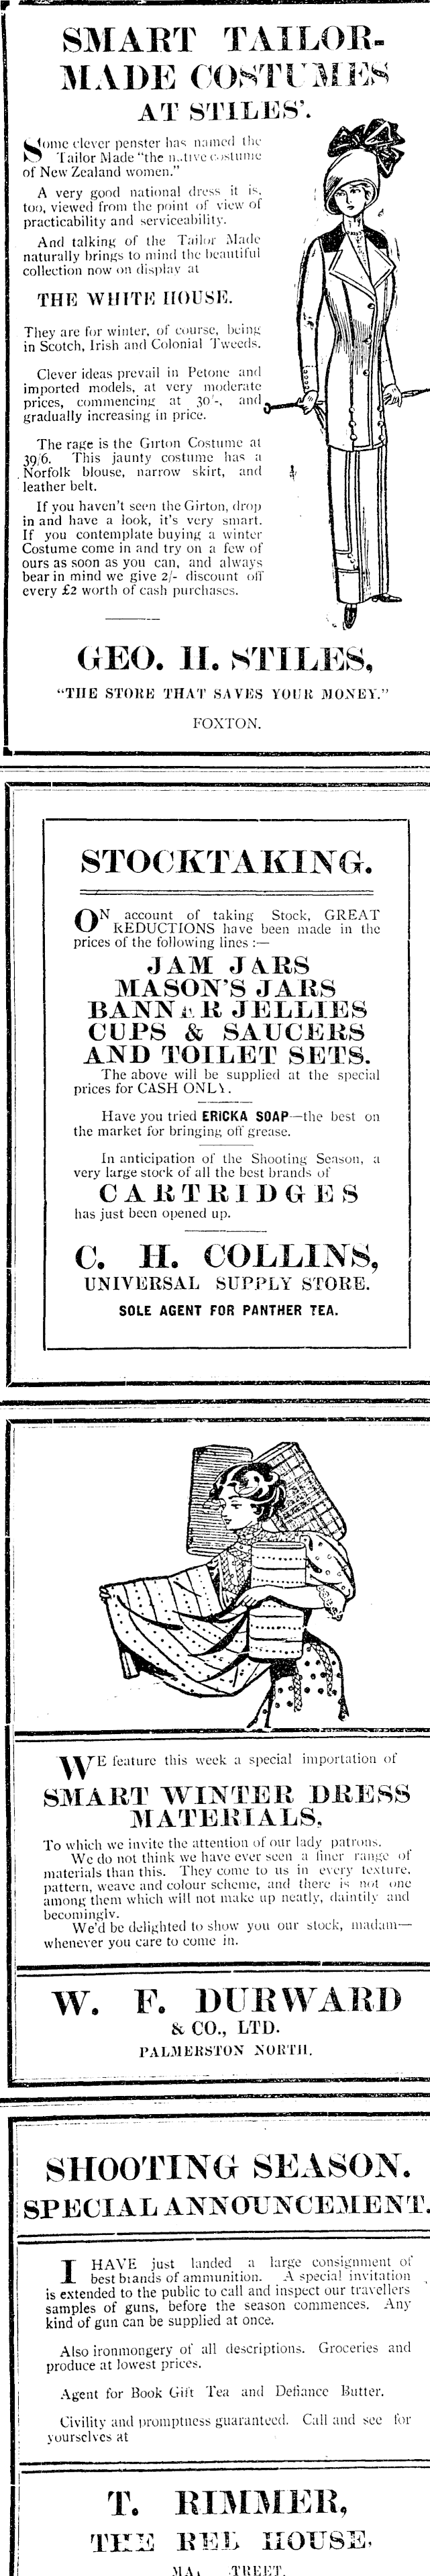 SMART TAILOR-
MADE COSTUMES
AT STILES'.
Some clever penster has named the
Tailor Made "the native costume
of New Zealand women."
A very good national dress it is,
too, viewed from the point of view of
practicability and serviceability.
And talking of the Tailor Made
naturally brings to mind the beautiful
collection now on display at
THE WHITE HOUSE.
They are for winter, of course, being
in Scotch, Irish and Colonial Tweeds.
Clever ideas prevail in Petone and
imported models, at very moderate
prices, commencing at 30/-, and
gradually increasing in price.
The rage is the Girton Costume at
39/6. This jaunty costume has a
Norfolk blouse, narrow skirt, and
leather belt.
If you haven't seen the Girton, drop
in and have a look, it's very smart.
If you contemplate buying a winter
Costume come in and try on a few of
ours as soon as you can, and always
bear in mind we give 2/- discount off
every £2 worth of cash purchases.
GEO. H. STILES,
"THE STORE THAT SAVES YOUR MONEY."
FOXTON.
STOCKTAKING.
ON account of taking Stock, GREAT
REDUCTIONS have been made in the
prices of the following lines :—
JAM JARS
MASON'S JARS
BANNER JELLIES
CUPS & SAUCERS
AND TOILET SETS.
The above will be supplied at the special
prices for CASH ONLY.
Have you tried ERICKA SOAP—the best on
the market for bringing off grease.
In anticipation of the Shooting Season, a
very large stock of all the best brands of
CARTRIDGES
has just been opened up.
C. H. COLLINS,
UNIVERSAL SUPPLY STORE.
SOLE AGENT FOR PANTHER TEA.
WE feature this week a special importation of
SMART WINTER DRESS
MATERIALS,
To which we invite the attention of our lady patrons.
We do not think we have ever seen a finer range of
materials than this. They come to us in every texture,
pattern, weave and colour scheme, and there is not one
among them which will not make up neatly, daintily and
becomingly.
We'd be delighted to show you our stock, madam—
whenever you care to come in.
W. F. DURWARD
& CO., LTD.
PALMERSTON NORTH.
SHOOTING SEASON.
SPECIAL ANNOUNCEMENT.
I HAVE just landed a large consignment of
best brands of ammunition. A special invitation
is extended to the public to call and inspect our travellers
samples of guns, before the season commences. Any
kind of gun can be supplied at once.
Also ironmongery of all descriptions. Groceries and
produce at lowest prices.
Agent for Book Gift Tea and Defiance Butter.
Civility and promptness guaranteed. Call and see for
yourselves at
T. RIMMER,
THE RED HOUSE,